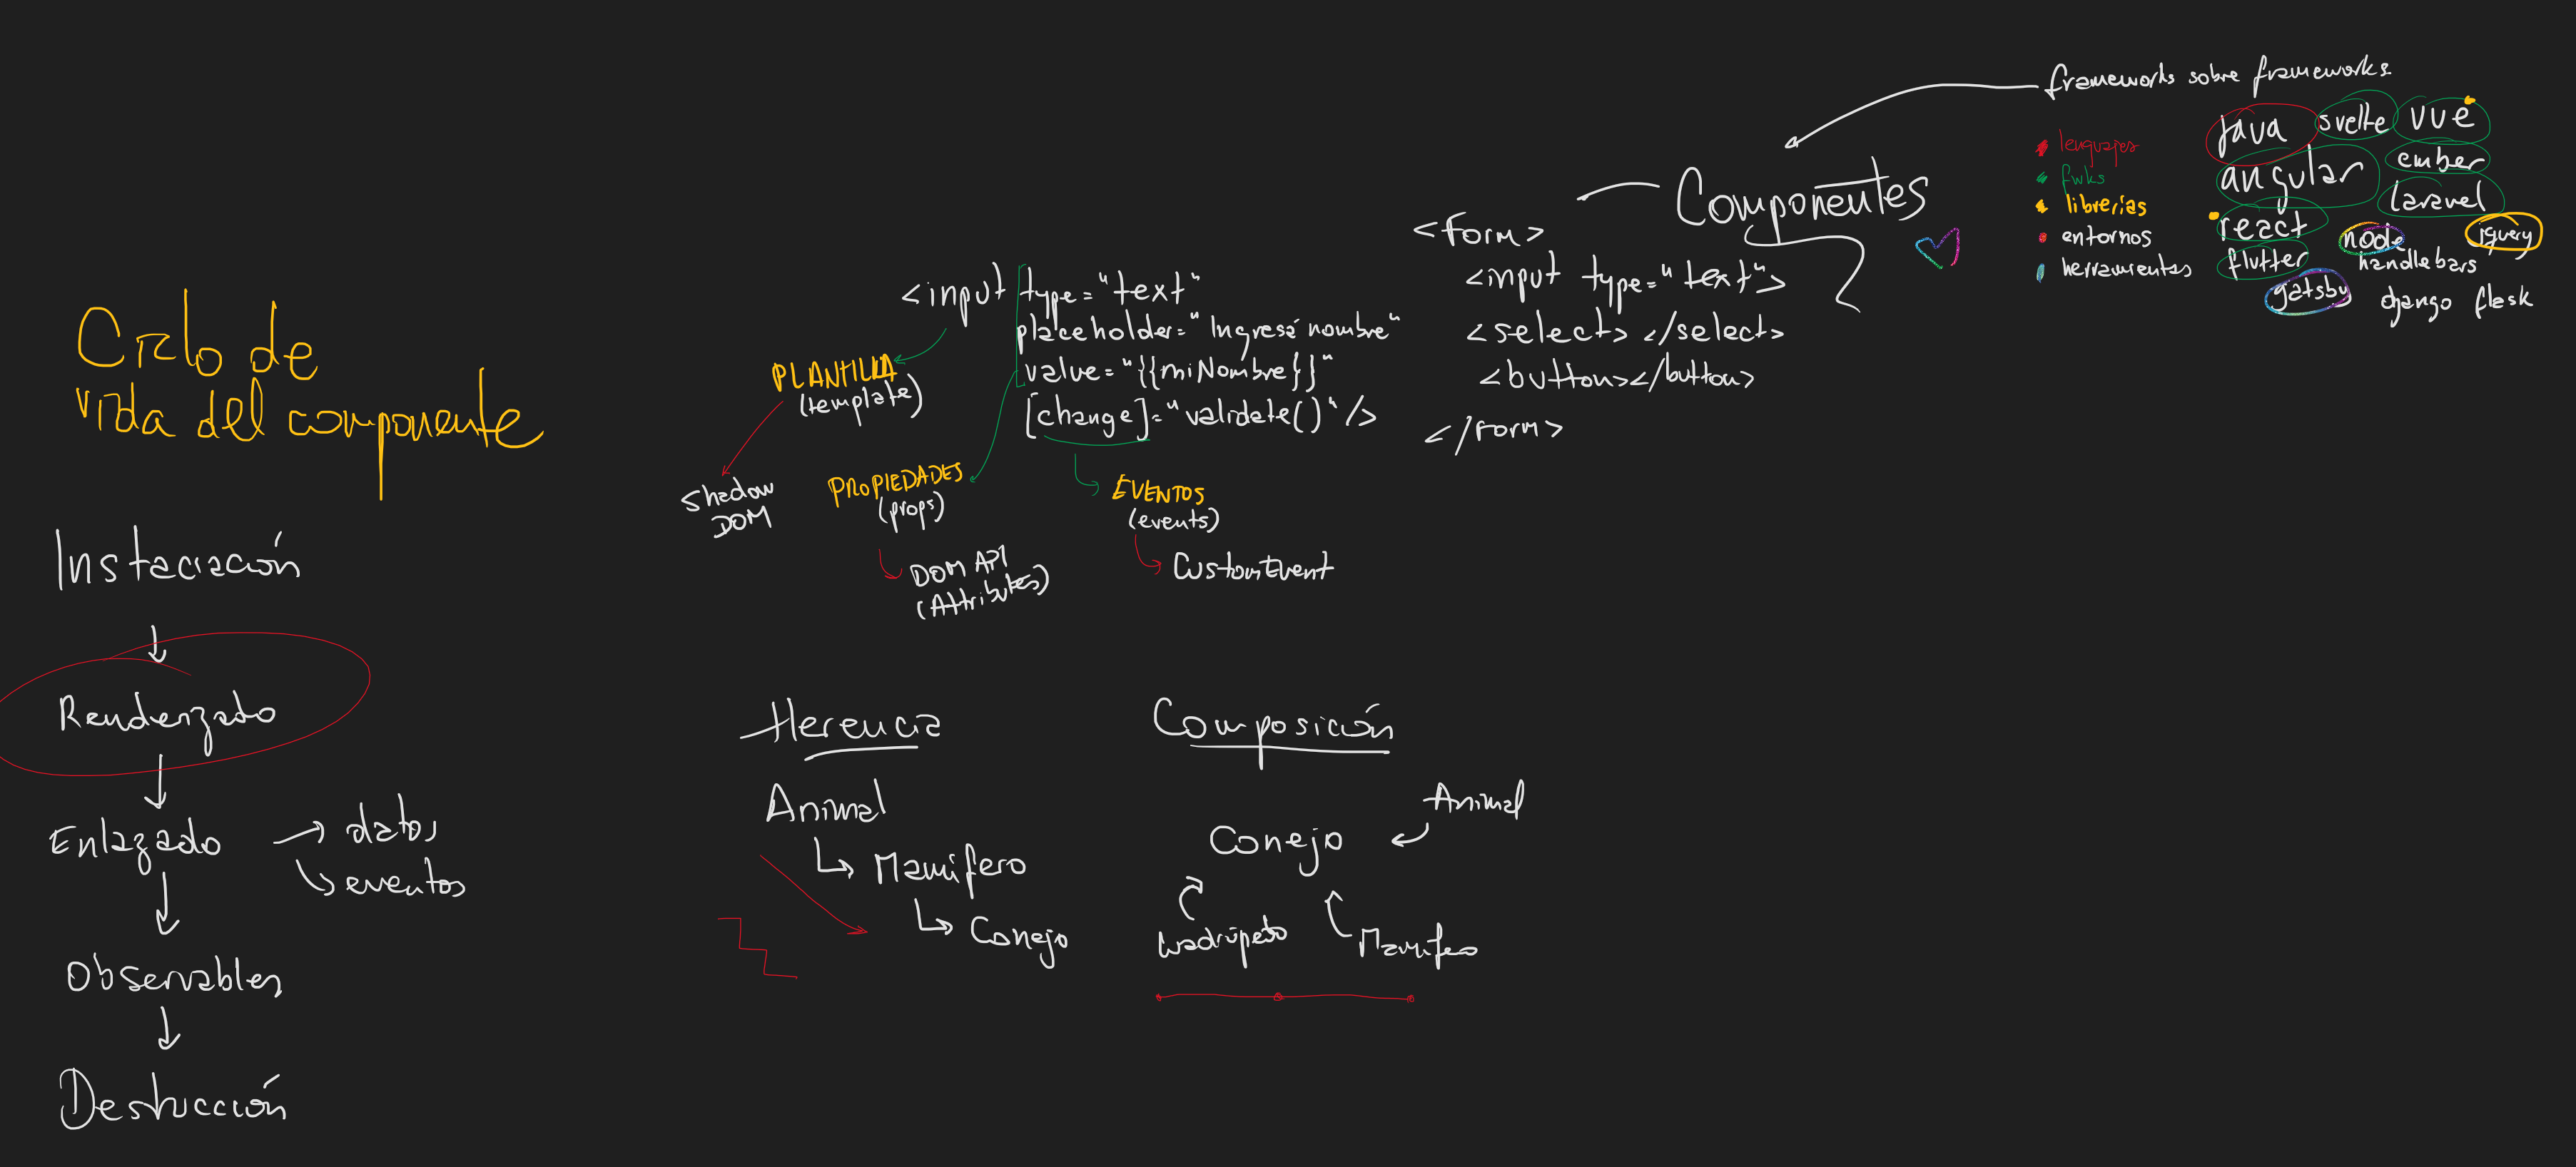 frameworks sobre frameworks
java svelte vue
angular ember
laravel
react node jquery
flutter handlebars
gatsby django flask
lenguajes
fwks
librerías
entornos
herramientas
Componentes
<form>
<input type="text">
<select> </select>
<button></button>
</form>
<input type="text"
placeholder="Ingresá nombre"
value="{{miNombre}}"
[change]="validate()" />
PLANTILLA
(template)
Shadow
DOM
PROPIEDADES
(props)
DOM API
(Attributes)
EVENTOS
(events)
CustomEvent
Ciclo de
vida del componente
Instaciación
Renderizado
Enlazado
datos
eventos
Observables
Destrucción
Herencia
Animal
Mamífero
Conejo
Composición
Animal
Conejo
Mamífero